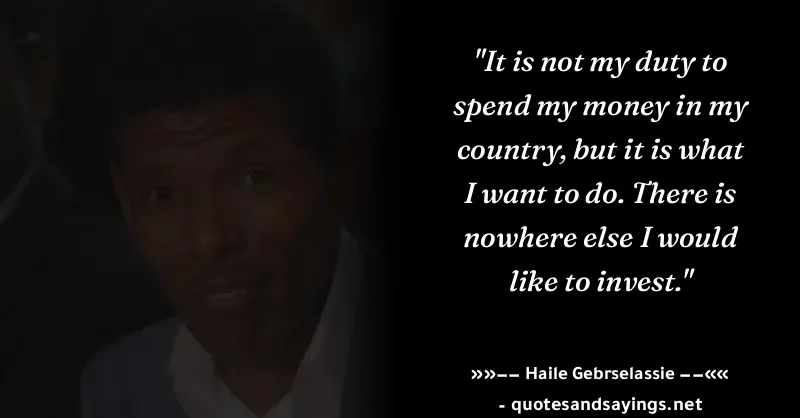 "It is not my duty to
spend my money in my
country, but it is what
I want to do. There is
nowhere else I would
like to invest."
»»−− Haile Gebrselassie −−««
- quotesandsayings.net